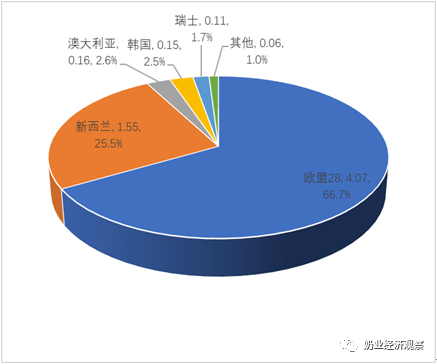 瑞士, 0.11,
1.7%
澳大利亚,
0.16, 2.6%
韩国, 0.15,
2.5%
其他, 0.06,
1.0%
新西兰, 1.55,
25.5%
欧盟28, 4.07,
66.7%
奶业经济观察